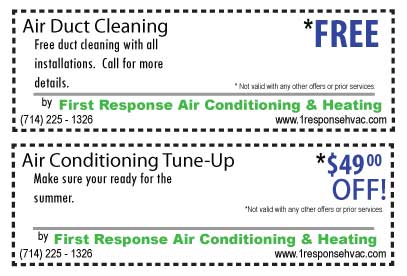 Air Duct Cleaning
*FREE
Free duct cleaning with all
installations. Call for more
details.
* Not valid with any other offers or prior services.
by First Response Air Conditioning & Heating
(714) 225 - 1326
www.1responsehvac.com
Air Conditioning Tune-Up
*$49.00
OFF!
Make sure your ready for the
summer.
*Not valid with any other offers or prior services.
by First Response Air Conditioning & Heating
(714) 225 - 1326
www.1responsehvac.com